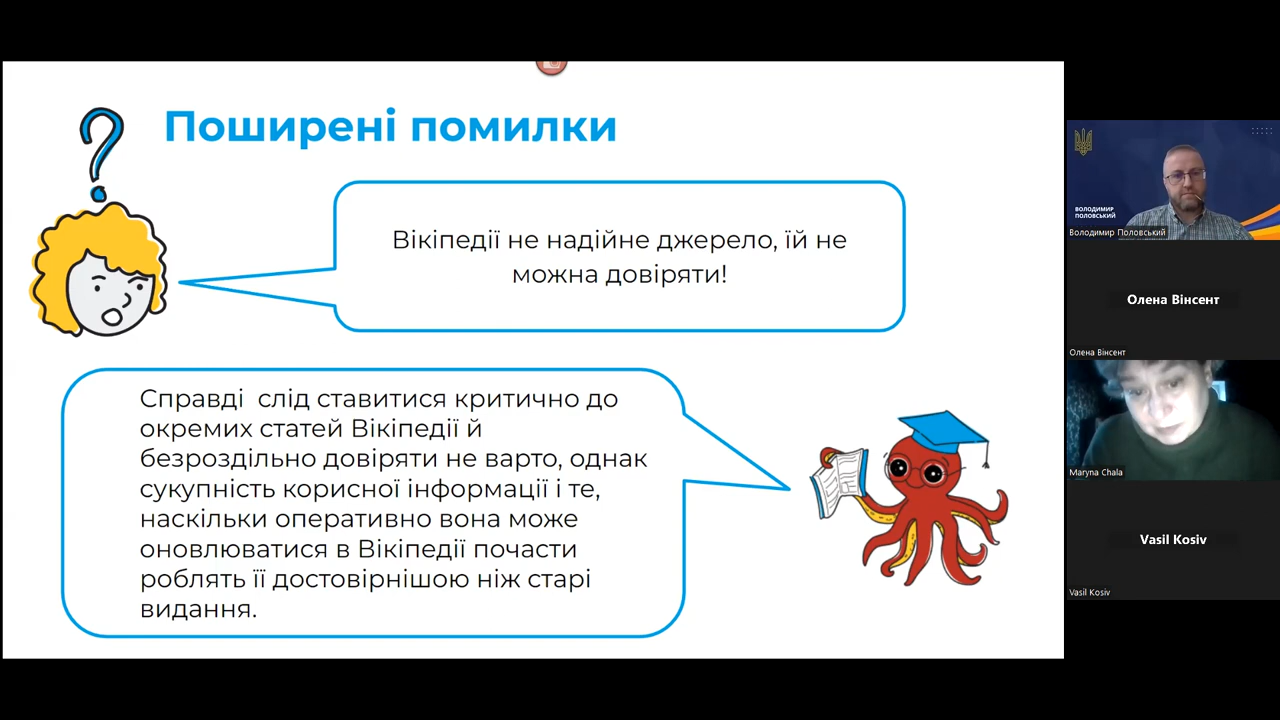 Поширені помилки
Вікіпедії не надійне джерело, їй не
можна довіряти!
Справді слід ставитися критично до
окремих статей Вікіпедії й
безроздільно довіряти не варто, однак
сукупність корисної інформації і те,
наскільки оперативно вона може
оновлюватися в Вікіпедії почасти
роблять її достовірнішою ніж старі
видання.
ВОЛОДИМИР
ПОЛОВСЬКИЙ
Володимир Половський
Олена Вінсент
Олена Вінсент
Maryna Chala
Vasil Kosiv
Vasil Kosiv